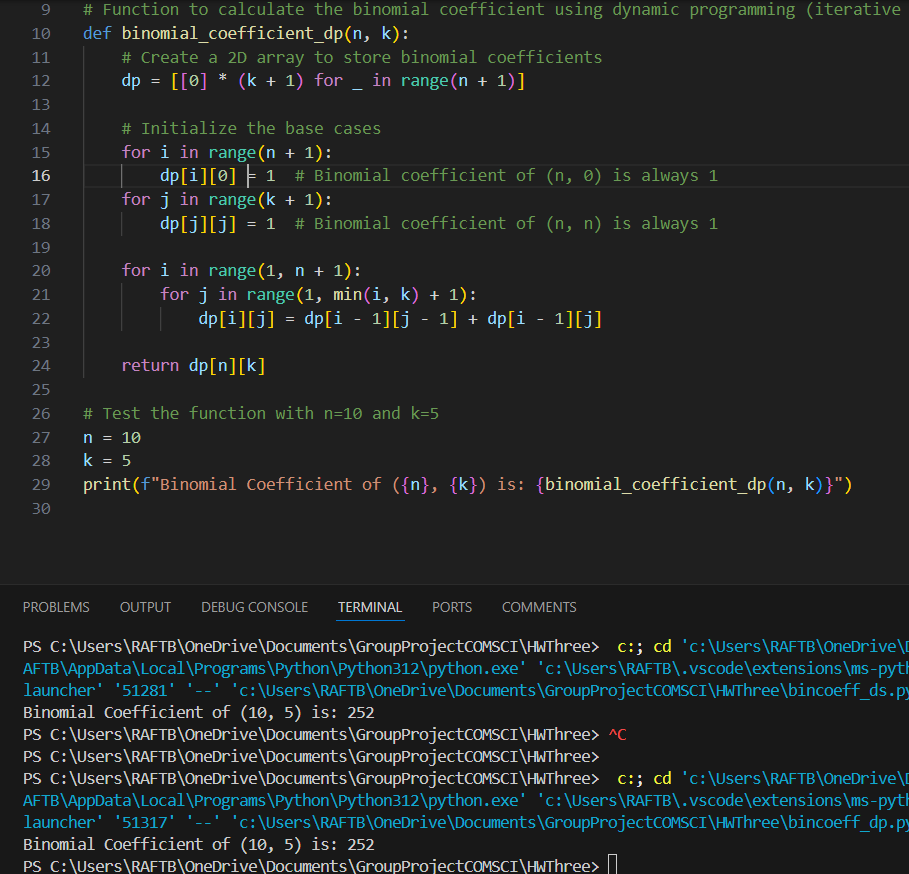 9 # Function to calculate the binomial coefficient using dynamic programming (iterative
10 def binomial_coefficient_dp(n, k):
11     # Create a 2D array to store binomial coefficients
12     dp = [[0] * (k + 1) for _ in range(n + 1)]
13
14     # Initialize the base cases
15     for i in range(n + 1):
16         dp[i][0] = 1  # Binomial coefficient of (n, 0) is always 1
17     for j in range(k + 1):
18         dp[j][j] = 1  # Binomial coefficient of (n, n) is always 1
19
20     for i in range(1, n + 1):
21         for j in range(1, min(i, k) + 1):
22             dp[i][j] = dp[i - 1][j - 1] + dp[i - 1][j]
23
24     return dp[n][k]
25
26 # Test the function with n=10 and k=5
27 n = 10
28 k = 5
29 print(f"Binomial Coefficient of ({n}, {k}) is: {binomial_coefficient_dp(n, k)}")
30
PROBLEMS OUTPUT DEBUG CONSOLE TERMINAL PORTS COMMENTS
PS C:\Users\RAFTB\OneDrive\Documents\GroupProjectCOMSCI\HWThree>  c:; cd 'c:\Users\RAFTB\OneDrive\D
AFTB\AppData\Local\Programs\Python\Python312\python.exe' 'c:\Users\RAFTB\.vscode\extensions\ms-pyth
launcher' '51281' '--' 'c:\Users\RAFTB\OneDrive\Documents\GroupProjectCOMSCI\HWThree\bincoeff_ds.py
Binomial Coefficient of (10, 5) is: 252
PS C:\Users\RAFTB\OneDrive\Documents\GroupProjectCOMSCI\HWThree> ^C
PS C:\Users\RAFTB\OneDrive\Documents\GroupProjectCOMSCI\HWThree>
PS C:\Users\RAFTB\OneDrive\Documents\GroupProjectCOMSCI\HWThree>  c:; cd 'c:\Users\RAFTB\OneDrive\D
AFTB\AppData\Local\Programs\Python\Python312\python.exe' 'c:\Users\RAFTB\.vscode\extensions\ms-pyth
launcher' '51317' '--' 'c:\Users\RAFTB\OneDrive\Documents\GroupProjectCOMSCI\HWThree\bincoeff_dp.py
Binomial Coefficient of (10, 5) is: 252
PS C:\Users\RAFTB\OneDrive\Documents\GroupProjectCOMSCI\HWThree>